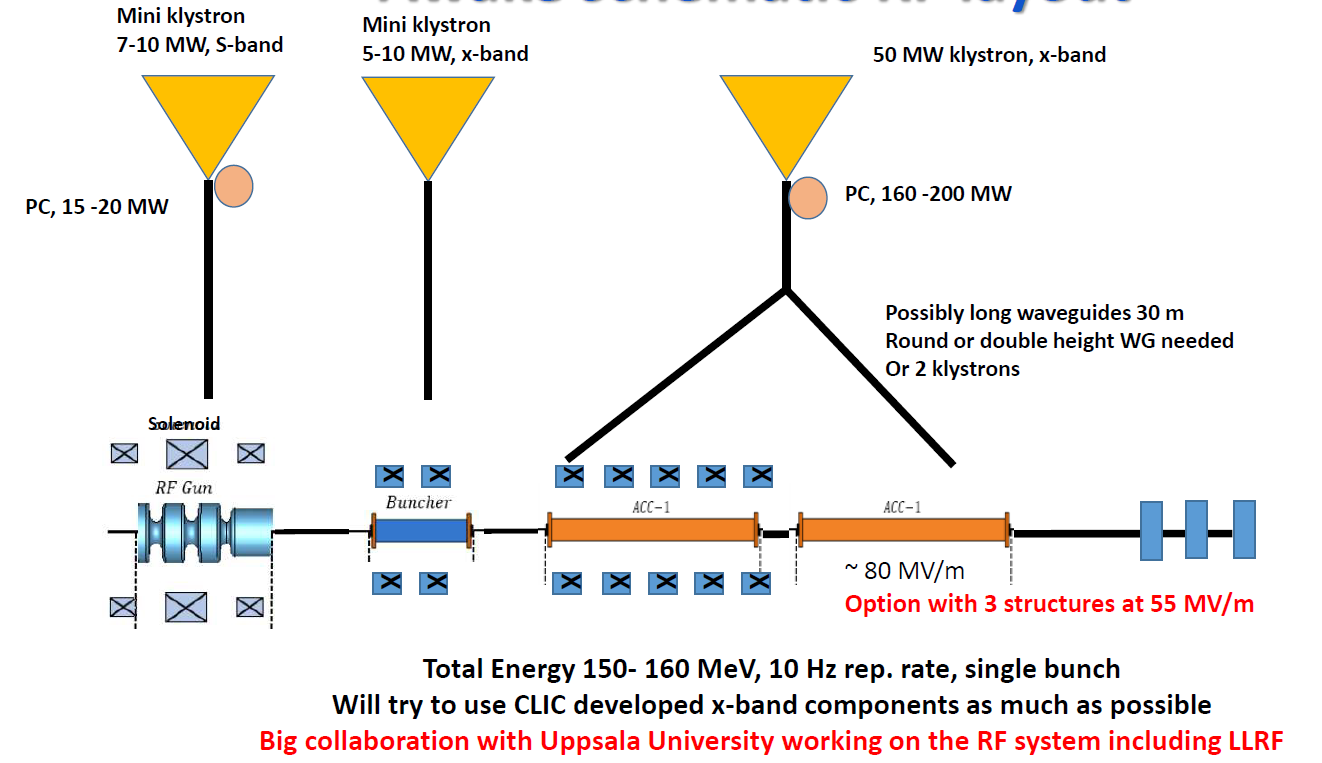 Mini klystron
7-10 MW, S-band
Mini klystron
5-10 MW, x-band
50 MW klystron, x-band
PC, 15 -20 MW
PC, 160 -200 MW
Possibly long waveguides 30 m
Round or double height WG needed
Or 2 klystrons
Solenoid
RF Gun
Buncher
ACC-1
ACC-1
~ 80 MV/m
Option with 3 structures at 55 MV/m
Total Energy 150- 160 MeV, 10 Hz rep. rate, single bunch
Will try to use CLIC developed x-band components as much as possible
Big collaboration with Uppsala University working on the RF system including LLRF